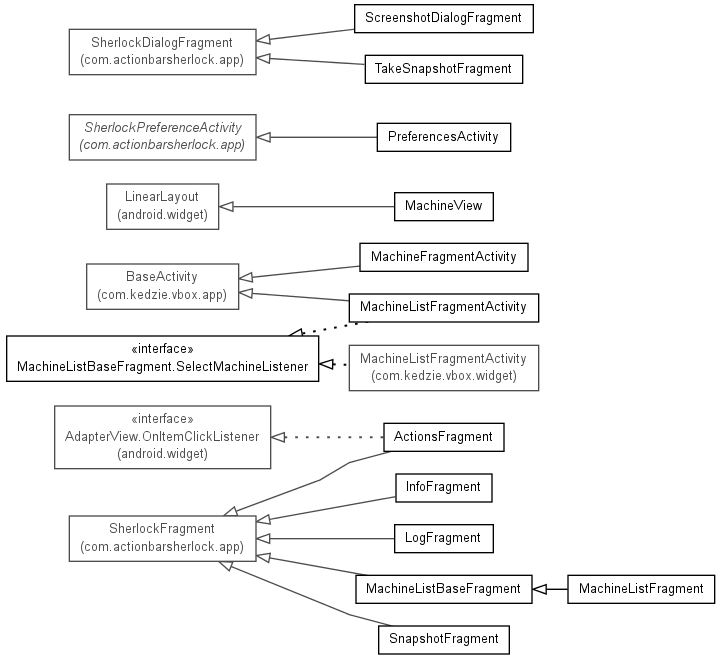 ScreenshotDialogFragment
SherlockDialogFragment
(com.actionbarsherlock.app)
TakeSnapshotFragment
SherlockPreferenceActivity
(com.actionbarsherlock.app)
PreferencesActivity
LinearLayout
(android.widget)
MachineView
MachineFragmentActivity
BaseActivity
(com.kedzie.vbox.app)
MachineListFragmentActivity
«interface»
MachineListBaseFragment.SelectMachineListener
MachineListFragmentActivity
(com.kedzie.vbox.widget)
«interface»
AdapterView.OnItemClickListener
(android.widget)
ActionsFragment
InfoFragment
SherlockFragment
(com.actionbarsherlock.app)
LogFragment
MachineListBaseFragment
MachineListFragment
SnapshotFragment